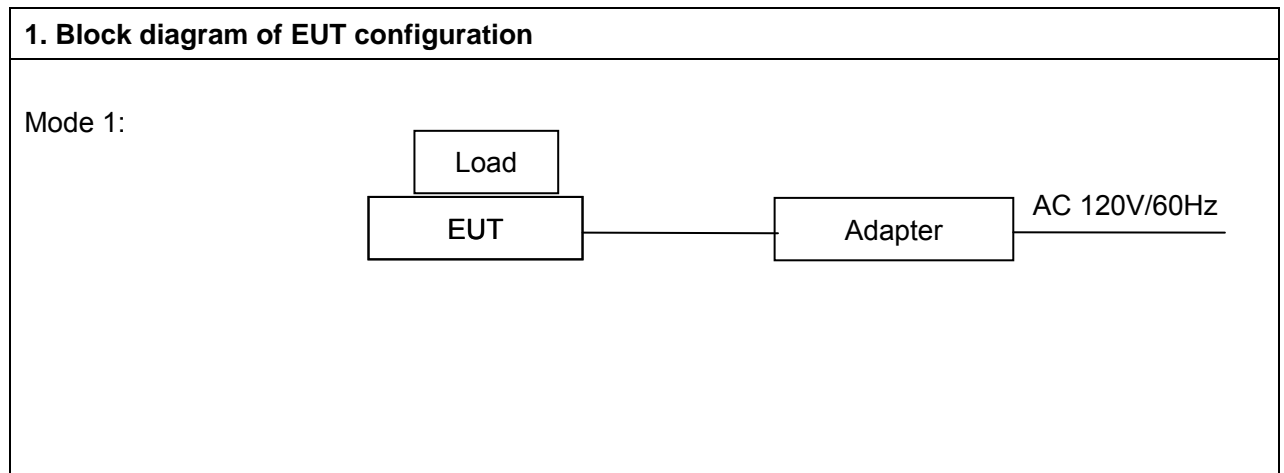 1. Block diagram of EUT configuration
Mode 1:
Load
EUT
Adapter
AC 120V/60Hz